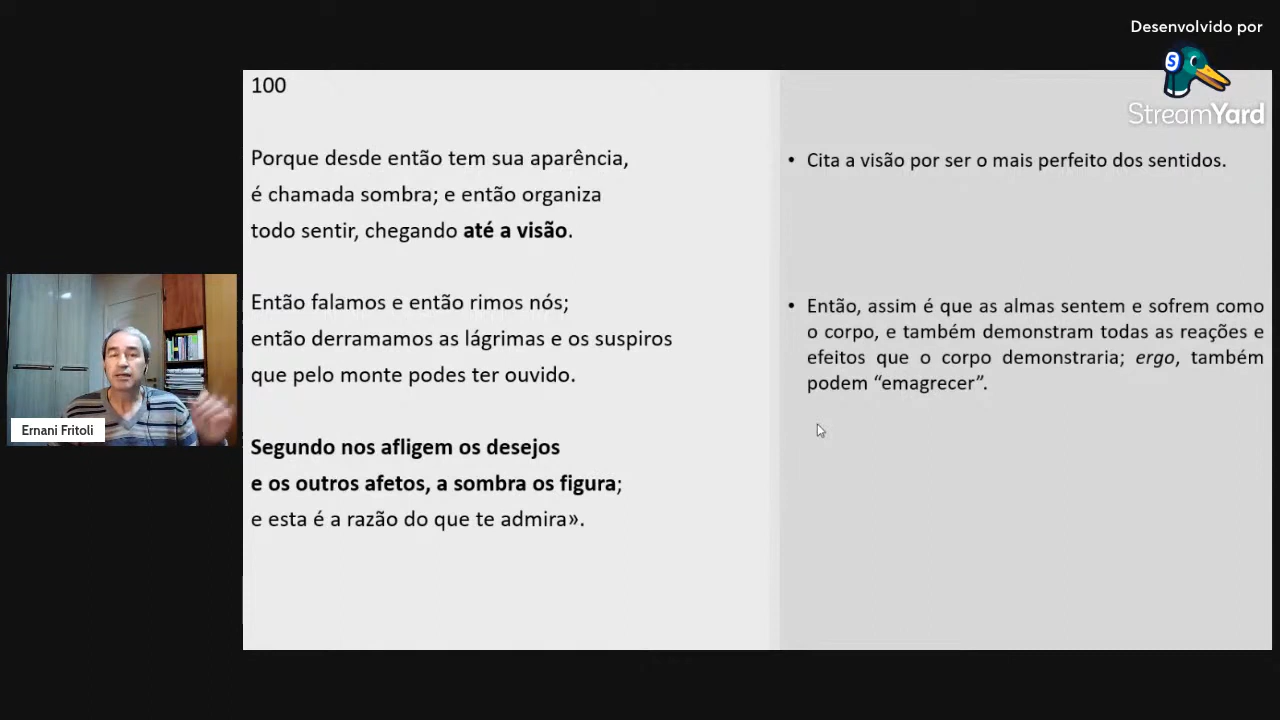 Desenvolvido por
StreamYard
100
Porque desde então tem sua aparência,
é chamada sombra; e então organiza
todo sentir, chegando até a visão.
Então falamos e então rimos nós;
então derramamos as lágrimas e os suspiros
que pelo monte podes ter ouvido.
Segundo nos afligem os desejos
e os outros afetos, a sombra os figura;
e esta é a razão do que te admira».
• Cita a visão por ser o mais perfeito dos sentidos.
• Então, assim é que as almas sentem e sofrem como
o corpo, e também demonstram todas as reações e
efeitos que o corpo demonstraria; ergo, também
podem “emagrecer”.
Ernani Fritoli